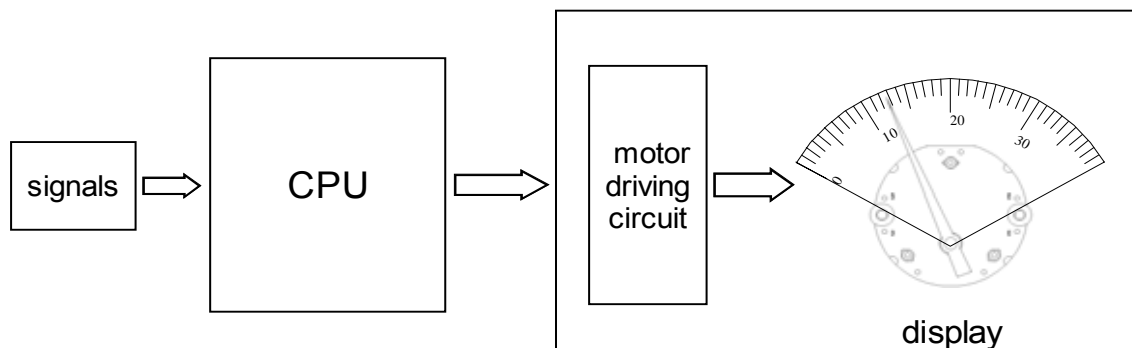 signals
CPU
motor
driving
circuit
0
10
20
30
display